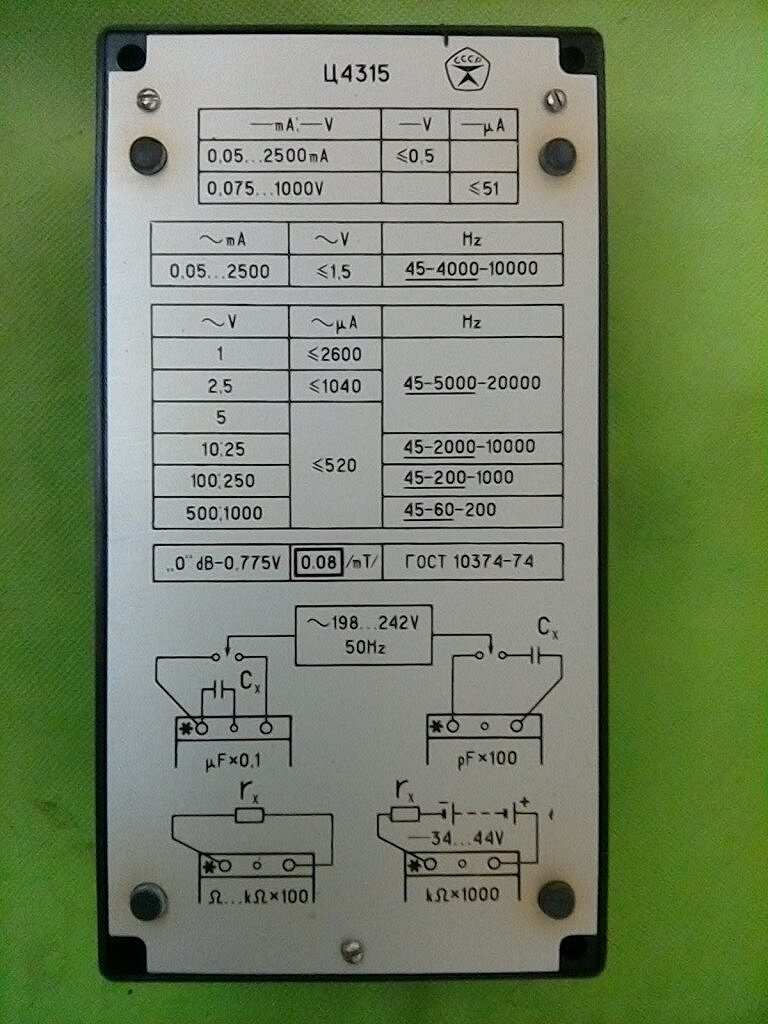 Ц4315
СССР
—mA;—V —V —μA
0,05...2500mA ≤0,5
0,075...1000V ≤51
~mA ~V Hz
0,05...2500 ≤1,5 45-4000-10000
~V ~μA Hz
1 ≤2600 45-5000-20000
2,5 ≤1040
5 ≤520
10;25 45-2000-10000
100;250 45-200-1000
500;1000 45-60-200
„0" dB-0,775V 0.08 /mT/ ГОСТ 10374-74
~198...242V
50Hz
Cx
Cx
* *
μF×0,1 pF×100
rx rx
- +
—34...44V
* *
Ω...kΩ×100 kΩ×1000